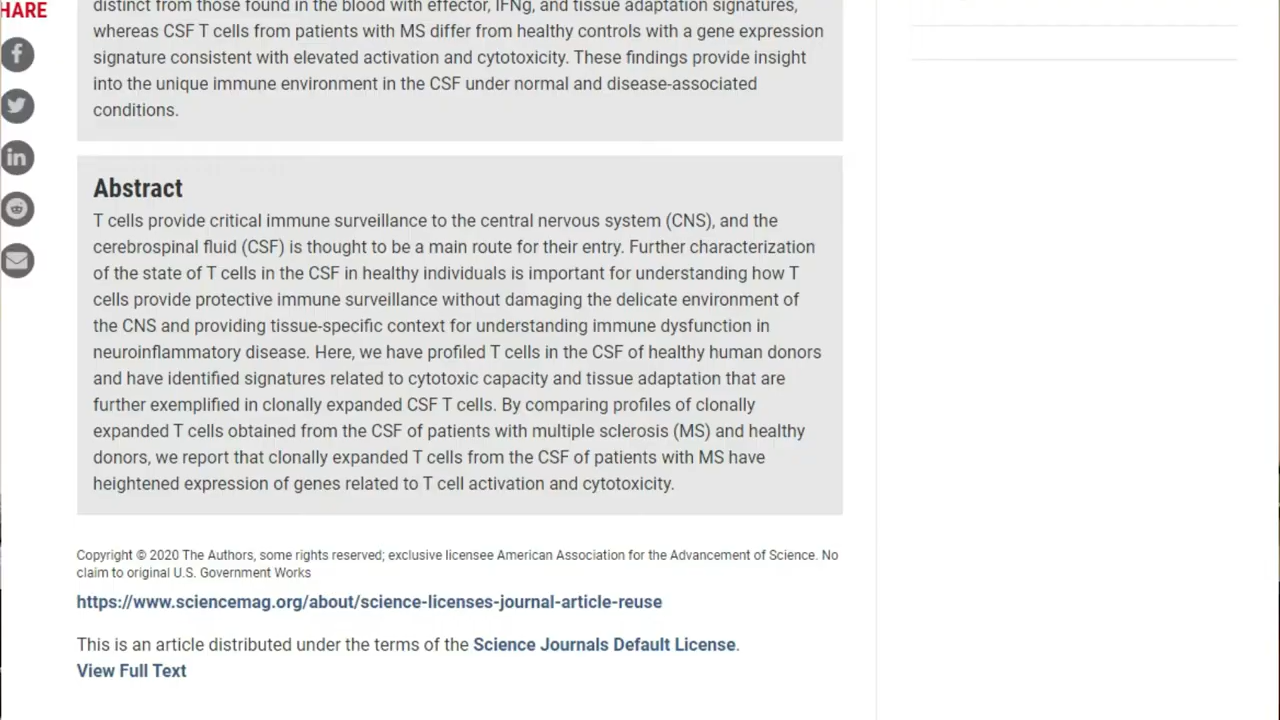 HARE
distinct from those found in the blood with effector, IFNg, and tissue adaptation signatures,
whereas CSF T cells from patients with MS differ from healthy controls with a gene expression
signature consistent with elevated activation and cytotoxicity. These findings provide insight
into the unique immune environment in the CSF under normal and disease-associated
conditions.
Abstract
T cells provide critical immune surveillance to the central nervous system (CNS), and the
cerebrospinal fluid (CSF) is thought to be a main route for their entry. Further characterization
of the state of T cells in the CSF in healthy individuals is important for understanding how T
cells provide protective immune surveillance without damaging the delicate environment of
the CNS and providing tissue-specific context for understanding immune dysfunction in
neuroinflammatory disease. Here, we have profiled T cells in the CSF of healthy human donors
and have identified signatures related to cytotoxic capacity and tissue adaptation that are
further exemplified in clonally expanded CSF T cells. By comparing profiles of clonally
expanded T cells obtained from the CSF of patients with multiple sclerosis (MS) and healthy
donors, we report that clonally expanded T cells from the CSF of patients with MS have
heightened expression of genes related to T cell activation and cytotoxicity.
Copyright © 2020 The Authors, some rights reserved; exclusive licensee American Association for the Advancement of Science. No
claim to original U.S. Government Works
https://www.sciencemag.org/about/science-licenses-journal-article-reuse
This is an article distributed under the terms of the Science Journals Default License.
View Full Text